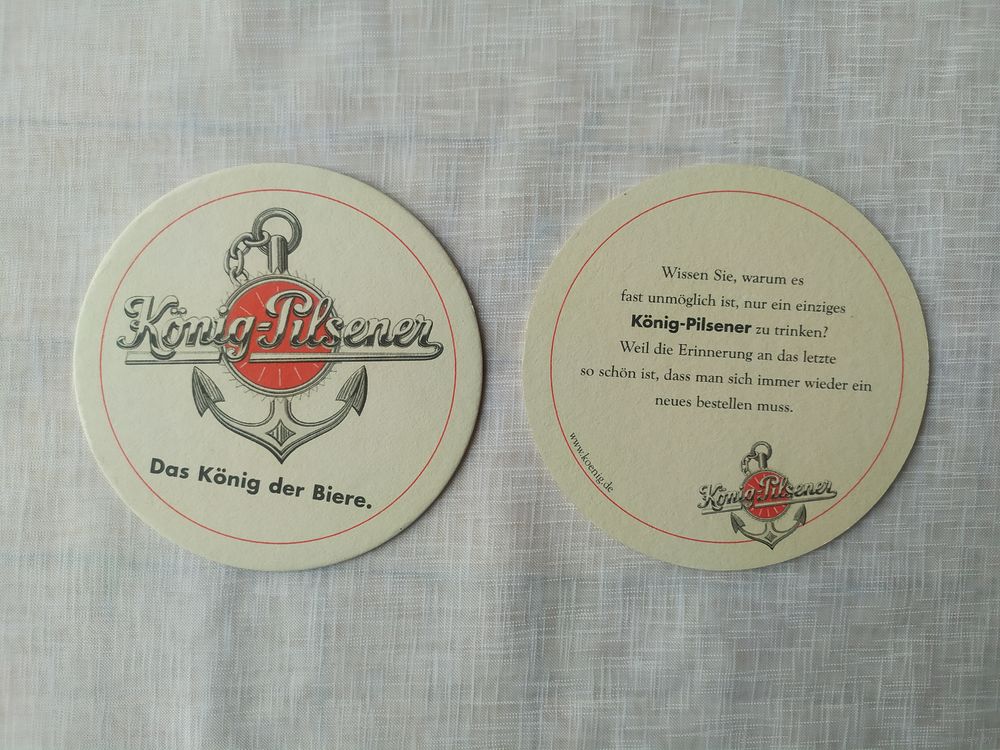 König-Pilsener
Das König der Biere.
Wissen Sie, warum es
fast unmöglich ist, nur ein einziges
König-Pilsener zu trinken?
Weil die Erinnerung an das letzte
so schön ist, dass man sich immer wieder ein
neues bestellen muss.
www.koenig.de
König-Pilsener